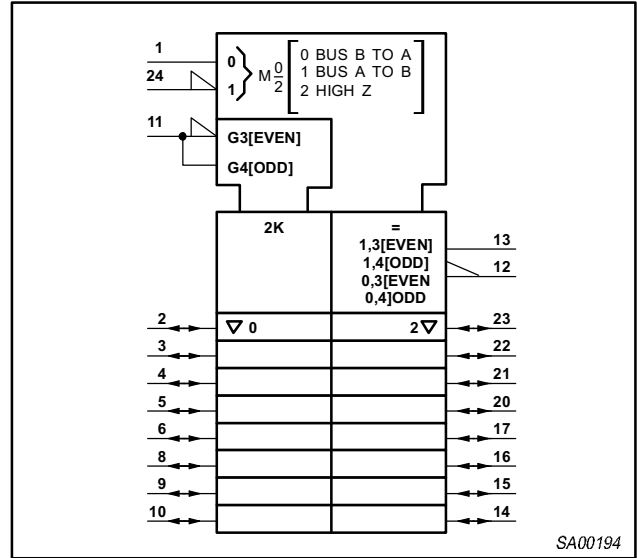 1
24
11
0
1
M 0/2
0 BUS B TO A
1 BUS A TO B
2 HIGH Z
G3[EVEN]
G4[ODD]
2K
=
1,3[EVEN]
1,4[ODD]
0,3[EVEN
0,4]ODD
13
12
2 ▽ 0 2▽ 23
3 22
4 21
5 20
6 17
8 16
9 15
10 14
SA00194